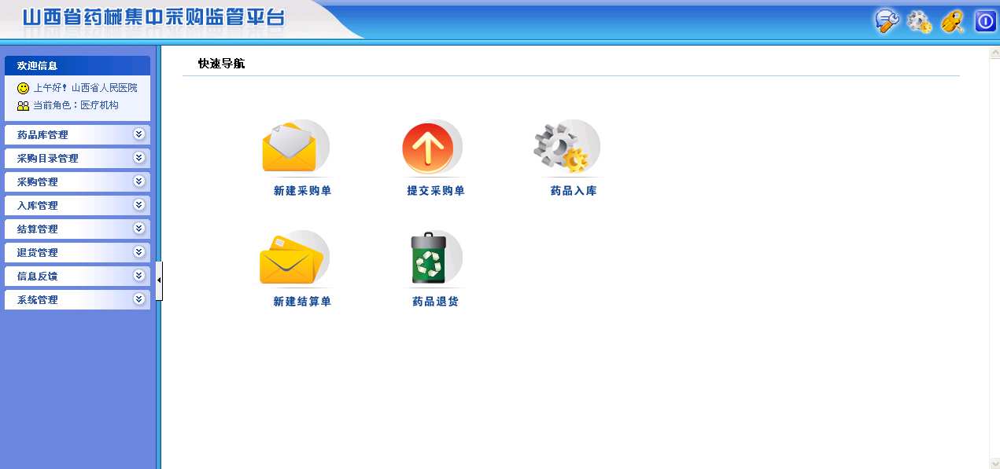 山西省药械集中采购监管平台
欢迎信息
上午好！山西省人民医院
当前角色：医疗机构
药品库管理
采购目录管理
采购管理
入库管理
结算管理
退货管理
信息反馈
系统管理
快速导航
新建采购单
提交采购单
药品入库
新建结算单
药品退货